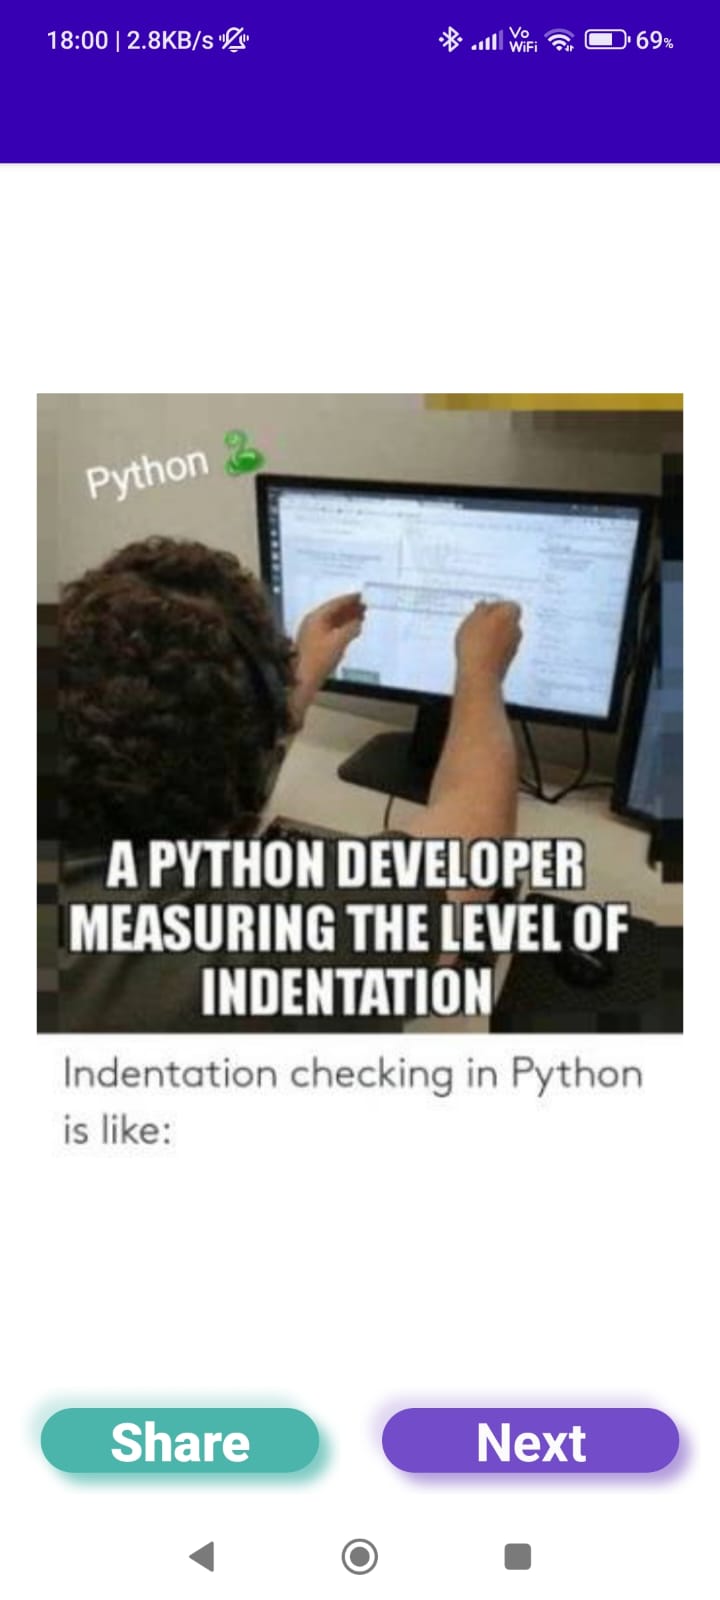 18:00 | 2.8KB/s Vo WiFi 69%
Python
A PYTHON DEVELOPER
MEASURING THE LEVEL OF
INDENTATION
Indentation checking in Python
is like:
Share Next